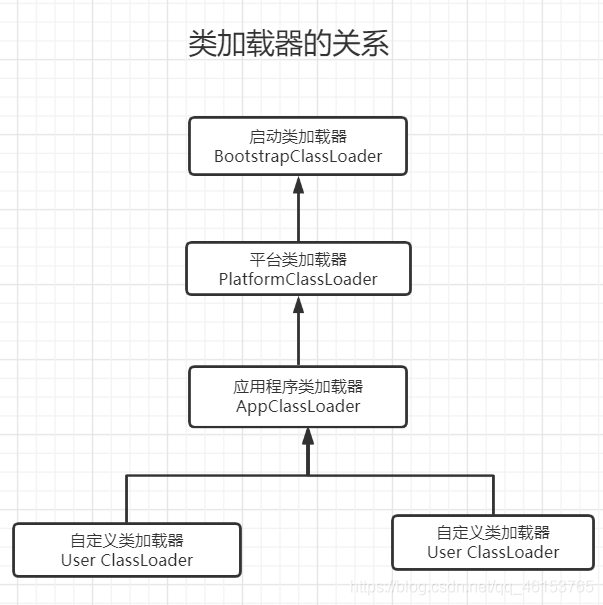 类加载器的关系
启动类加载器
BootstrapClassLoader
平台类加载器
PlatformClassLoader
应用程序类加载器
AppClassLoader
自定义类加载器
User ClassLoader
自定义类加载器
User ClassLoader
https://blog.csdn.net/qq_46153765